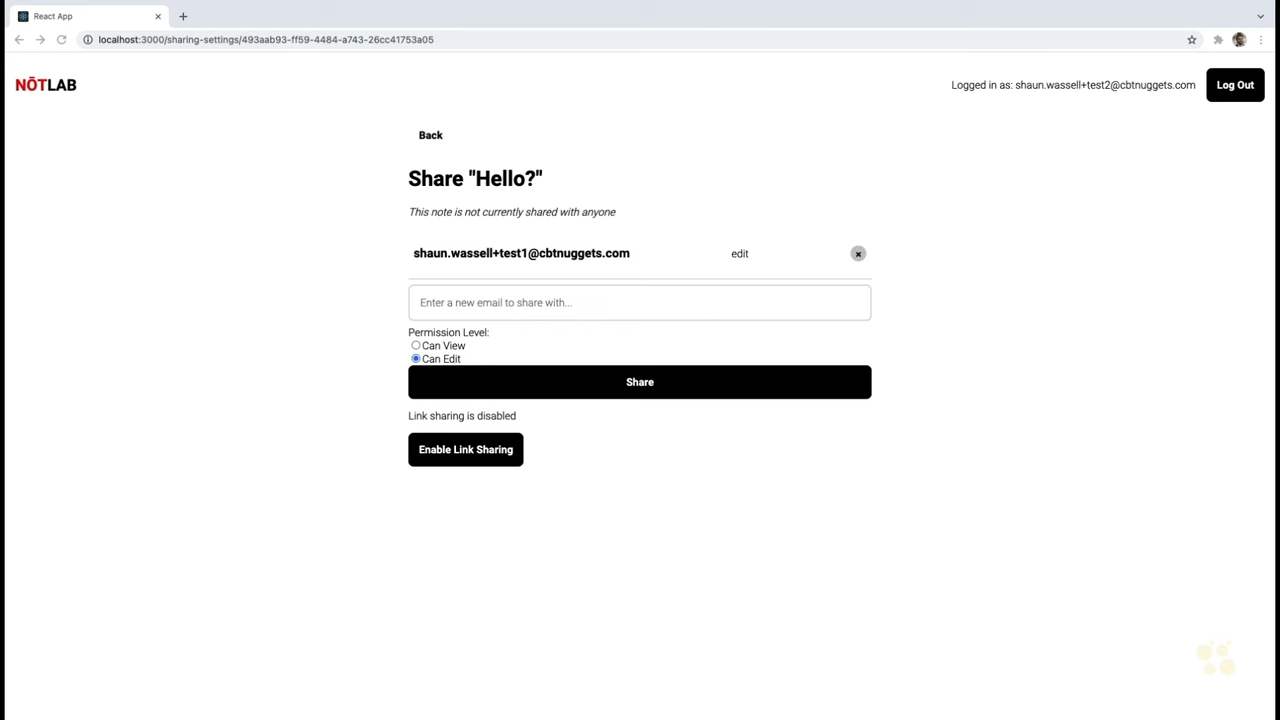 React App
localhost:3000/sharing-settings/493aab93-ff59-4484-a743-26cc41753a05
NŌTLAB
Logged in as: shaun.wassell+test2@cbtnuggets.com
Log Out
Back
Share "Hello?"
This note is not currently shared with anyone
shaun.wassell+test1@cbtnuggets.com edit
Enter a new email to share with...
Permission Level:
Can View
Can Edit
Share
Link sharing is disabled
Enable Link Sharing